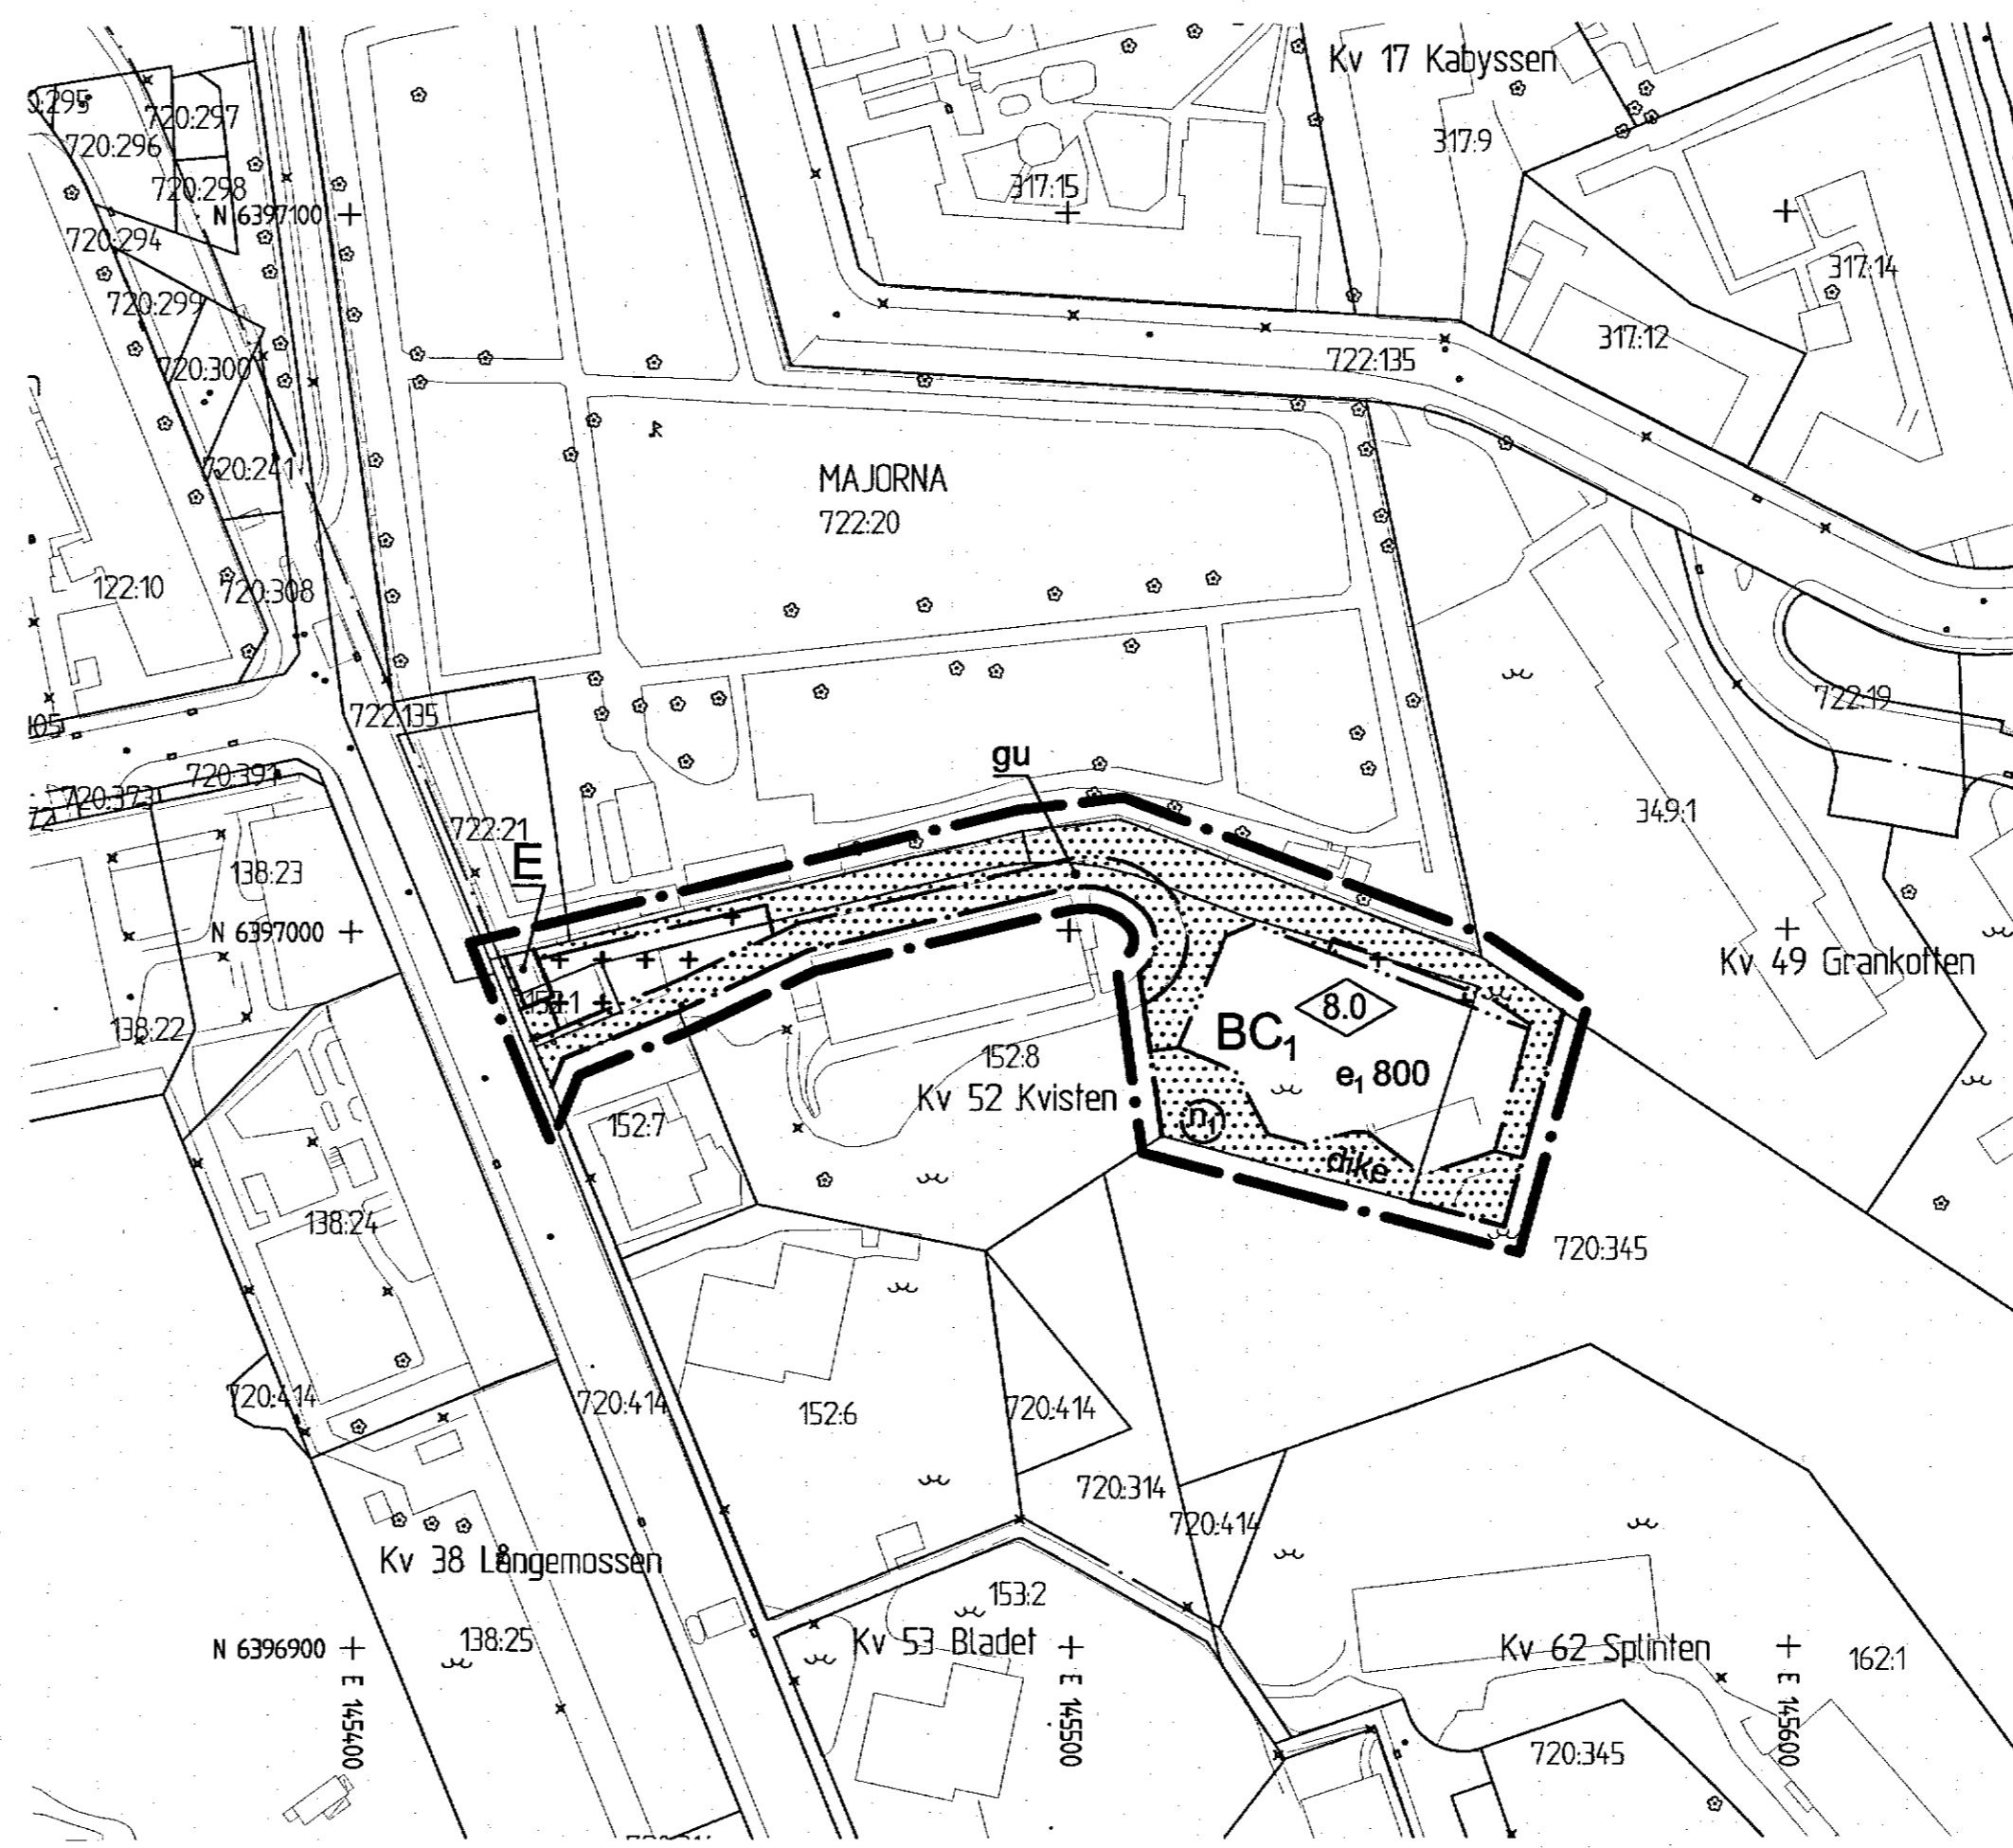 Kv 17 Kabyssen
720:297
720:296
317:9
720:298
317:15
N 6397100
720:294
317:14
720:299
317:12
722:135
720:300
720:241
MAJORNA
722:20
122:10
720:308
722:19
722:135
gu
720:391
720:373
349:1
722:21
E
138:23
N 6397000
Kv 49 Grankotten
8.0
138:22
BC1
152:8
e1 800
Kv 52 Kvisten
n1
152:7
dike
138:24
720:345
720:414
720:414
152:6
720:414
720:314
720:414
Kv 38 Långemossen
153:2
N 6396900
138:25
Kv 53 Bladet
Kv 62 Splinten
162:1
E 145400
E 145500
E 145600
720:345